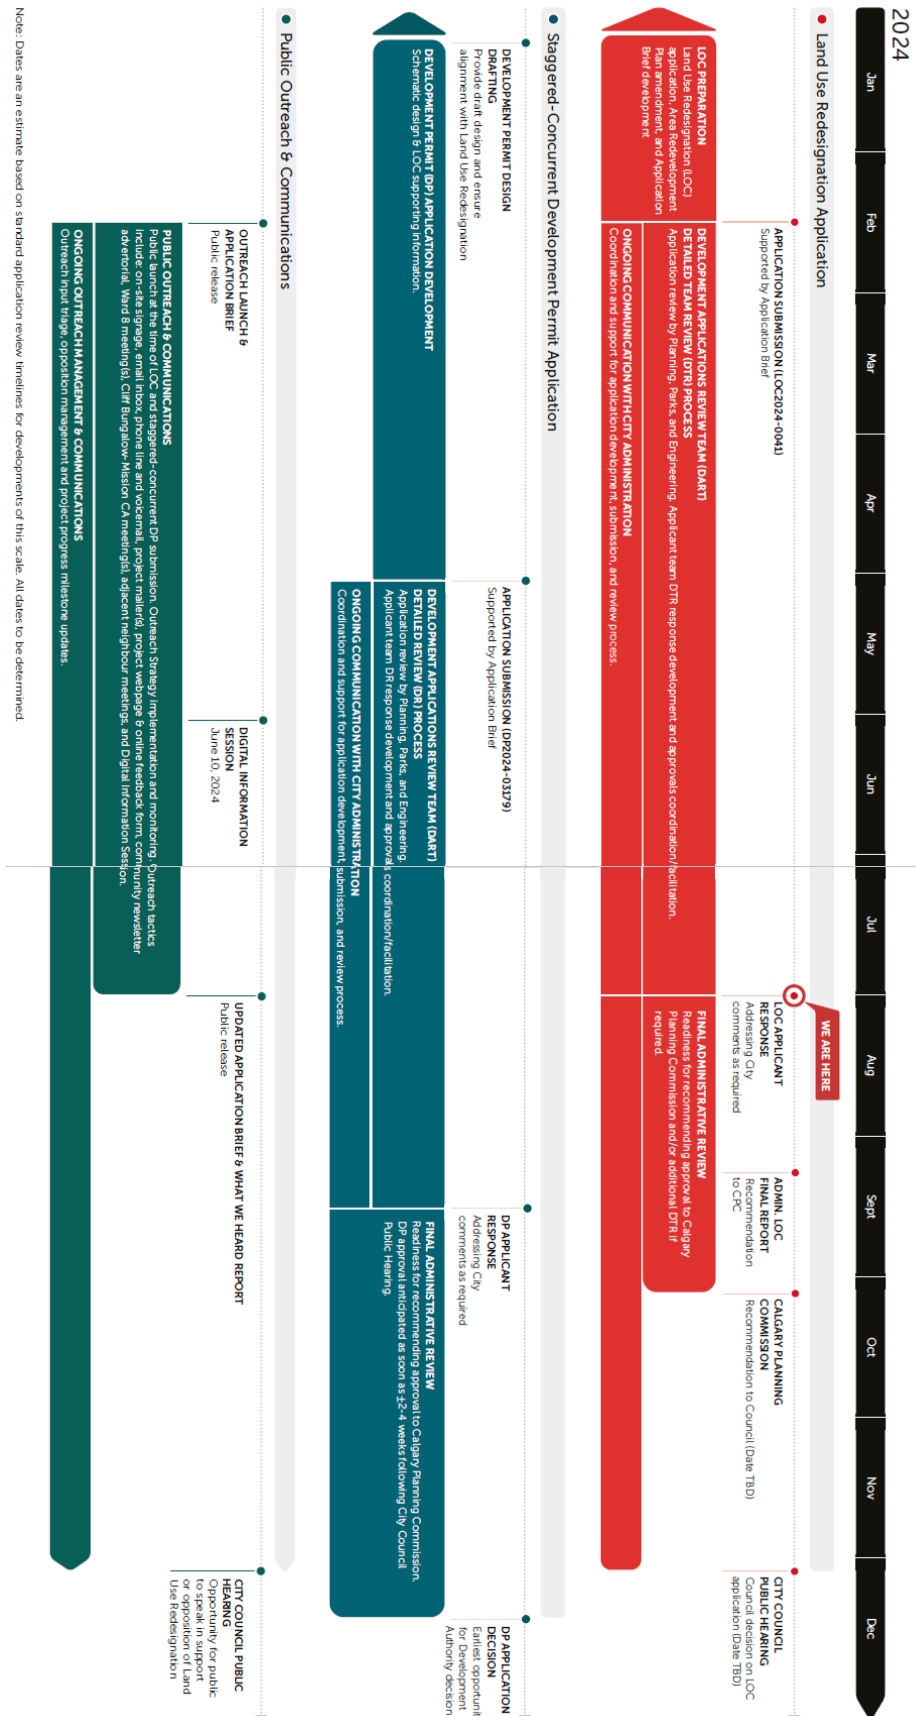 2024
Jan
Feb
Mar
Apr
May
Jun
Jul
Aug
Sept
Oct
Nov
Dec
Land Use Redesignation Application
WE ARE HERE
APPLICATION SUBMISSION (LOC2024-0041)
Supported by Application Brief
LOC APPLICANT
RESPONSE
Addressing City
comments as required
ADMIN. LOC
FINAL REPORT
Recommendation
to CPC
CALGARY PLANNING
COMMISSION
Recommendation to Council (Date TBD)
CITY COUNCIL
PUBLIC HEARING
Council decision on LOC
application (Date TBD)
LOC PREPARATION
Land Use Redesignation (LOC)
application, Area Redevelopment
Plan amendment, and Application
Brief development
DEVELOPMENT APPLICATIONS REVIEW TEAM (DART)
DETAILED TEAM REVIEW (DTR) PROCESS
Application review by Planning, Parks, and Engineering. Applicant team DTR response development and approvals coordination/facilitation.
FINAL ADMINISTRATIVE REVIEW
Readiness for recommending approval to Calgary
Planning Commission and/or additional DTR if
required.
ONGOING COMMUNICATION WITH CITY ADMINISTRATION
Coordination and support for application development, submission, and review process.
Staggered-Concurrent Development Permit Application
DEVELOPMENT PERMIT DESIGN
DRAFTING
Provide draft design and ensure
alignment with Land Use Redesignation
APPLICATION SUBMISSION (DP2024-03179)
Supported by Application Brief
DP APPLICANT
RESPONSE
Addressing City
comments as required
DP APPLICATION
DECISION
Earliest opportunit
for Development
Authority decision
DEVELOPMENT PERMIT (DP) APPLICATION DEVELOPMENT
Schematic design & LOC supporting information.
DEVELOPMENT APPLICATIONS REVIEW TEAM (DART)
DETAILED REVIEW (DR) PROCESS
Application review by Planning, Parks, and Engineering.
Applicant team DR response development and approvals coordination/facilitation.
FINAL ADMINISTRATIVE REVIEW
Readiness for recommending approval to Calgary Planning Commission.
DP approval anticipated as soon as ±2-4 weeks following City Council
Public Hearing.
ONGOING COMMUNICATION WITH CITY ADMINISTRATION
Coordination and support for application development, submission, and review process.
Public Outreach & Communications
OUTREACH LAUNCH &
APPLICATION BRIEF
Public release
DIGITAL INFORMATION
SESSION
June 10, 2024
UPDATED APPLICATION BRIEF & WHAT WE HEARD REPORT
Public release
CITY COUNCIL PUBLIC
HEARING
Opportunity for public
to speak in support
or opposition of Land
Use Redesignation
PUBLIC OUTREACH & COMMUNICATIONS
Public launch at the time of LOC and staggered-concurrent DP submission. Outreach Strategy implementation and monitoring. Outreach tactics
include: on-site signage, email inbox, phone line and voicemail, project mailer(s), project webpage & online feedback form, community newsletter
advertorial, Ward 8 meeting(s), Cliff Bungalow-Mission CA meeting(s), adjacent neighbour meetings, and Digital Information Session.
ONGOING OUTREACH MANAGEMENT & COMMUNICATIONS
Outreach input triage, opposition management and project progress milestone updates.
Note: Dates are an estimate based on standard application review timelines for developments of this scale. All dates to be determined.